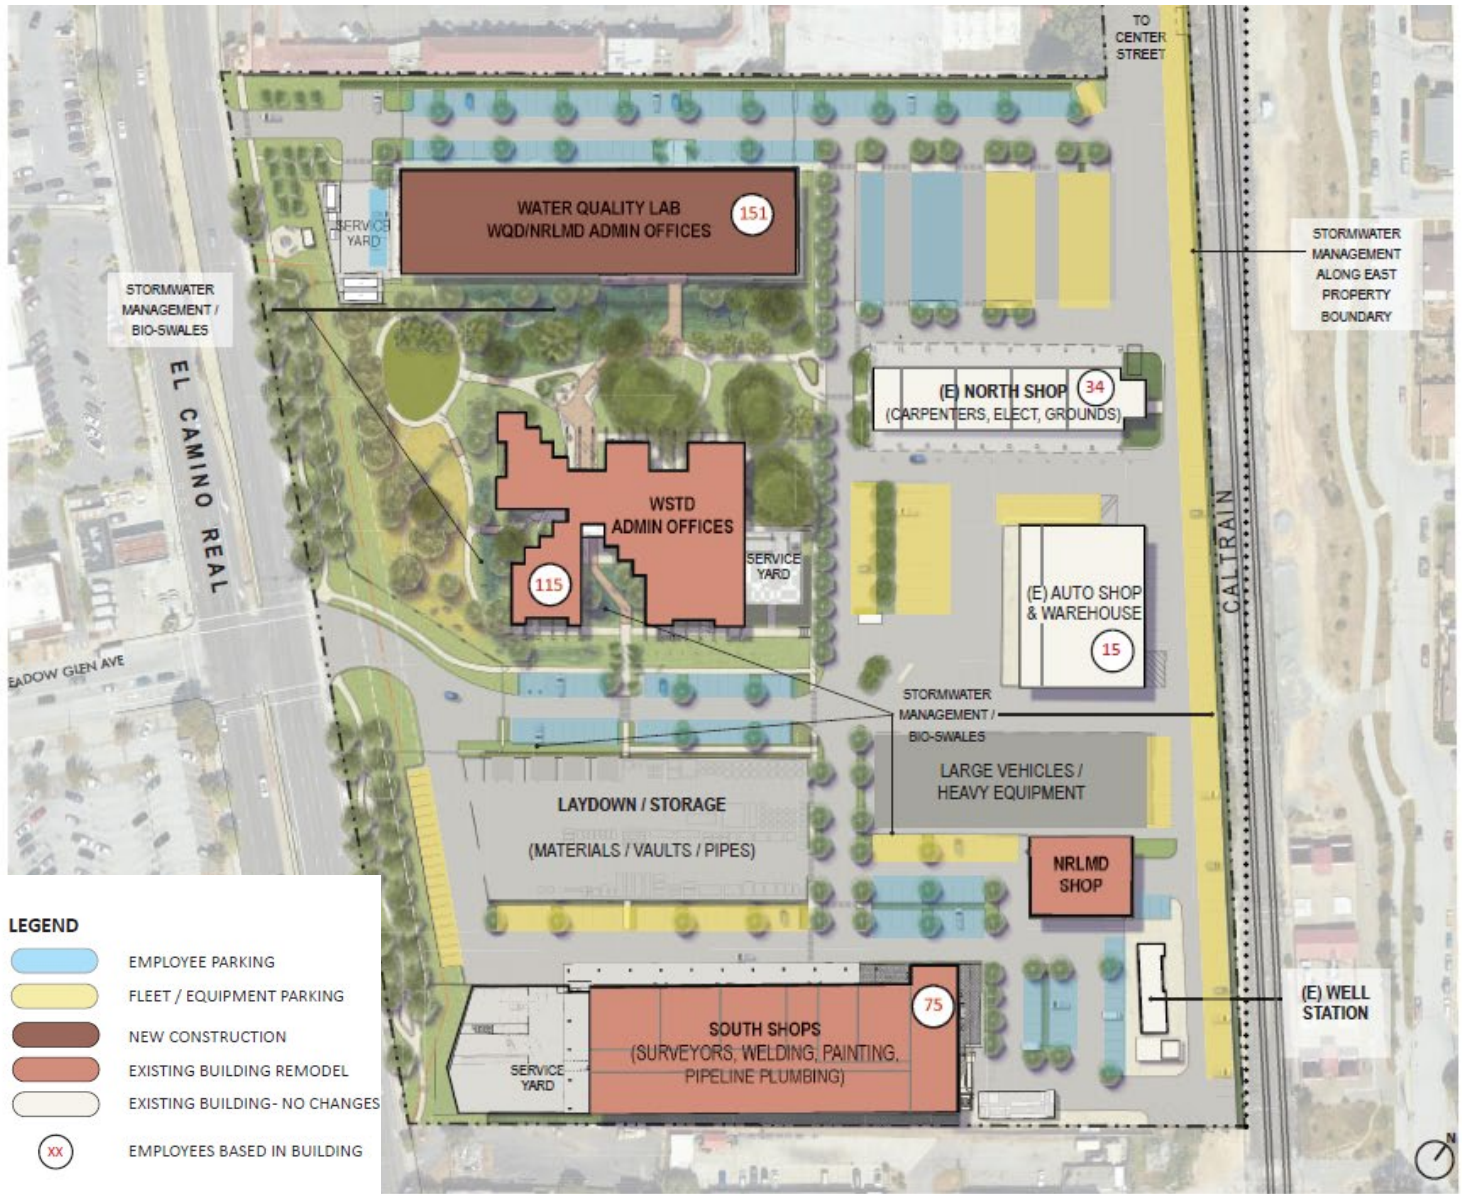 TO
CENTER
STREET
WATER QUALITY LAB
WQD/NRLMD ADMIN OFFICES
151
SERVICE
YARD
STORMWATER
MANAGEMENT
ALONG EAST
PROPERTY
BOUNDARY
STORMWATER
MANAGEMENT /
BIO-SWALES
EL CAMINO REAL
(E) NORTH SHOP
34
(CARPENTERS, ELECT, GROUNDS)
WSTD
ADMIN OFFICES
115
SERVICE
YARD
CALTRAIN
(E) AUTO SHOP
& WAREHOUSE
15
EADOW GLEN AVE
STORMWATER
MANAGEMENT /
BIO-SWALES
LARGE VEHICLES /
HEAVY EQUIPMENT
LAYDOWN / STORAGE
(MATERIALS / VAULTS / PIPES)
NRLMD
SHOP
(E) WELL
STATION
75
SOUTH SHOPS
(SURVEYORS, WELDING, PAINTING,
PIPELINE PLUMBING)
SERVICE
YARD
LEGEND
EMPLOYEE PARKING
FLEET / EQUIPMENT PARKING
NEW CONSTRUCTION
EXISTING BUILDING REMODEL
EXISTING BUILDING- NO CHANGES
XX
EMPLOYEES BASED IN BUILDING
N